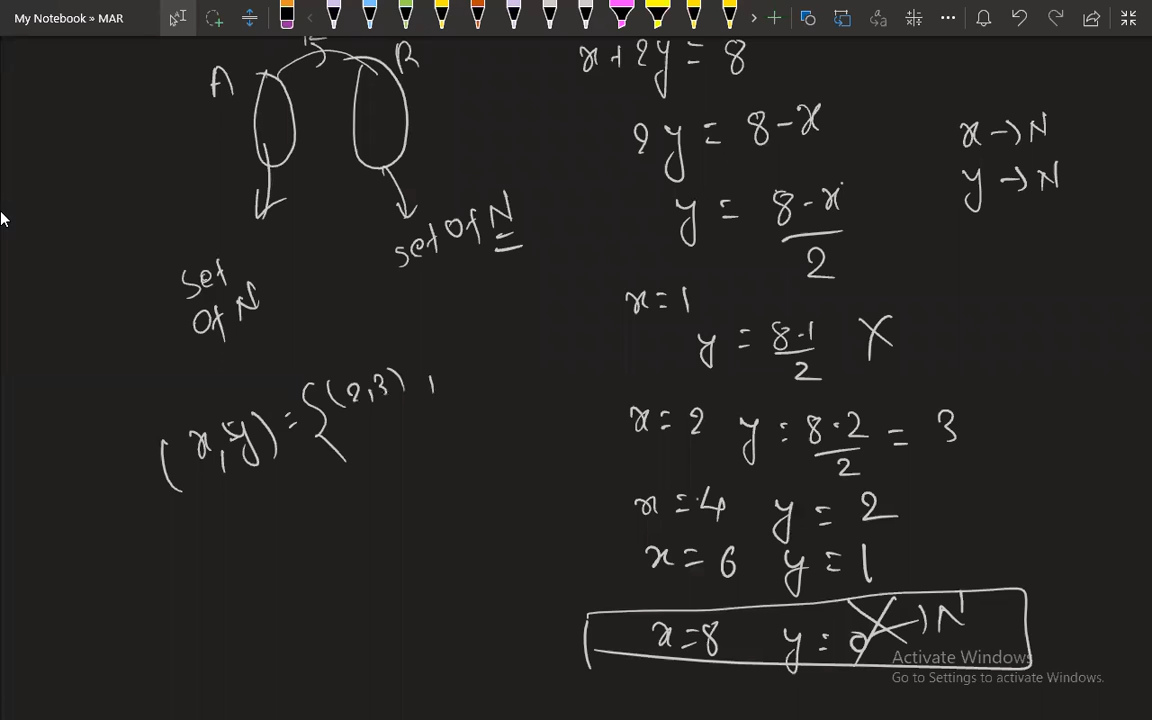 My Notebook » MAR
A
R
B
set of N
set
of N
(x,y) = {(2,3) ,
x + 2y = 8
2y = 8 - x
y = 8 - x / 2
x → N
y → N
x = 1
y = 8 - 1 / 2 X
x = 2 y = 8 - 2 / 2 = 3
x = 4 y = 2
x = 6 y = 1
x = 8 y = 0 → N
Activate Windows
Go to Settings to activate Windows.